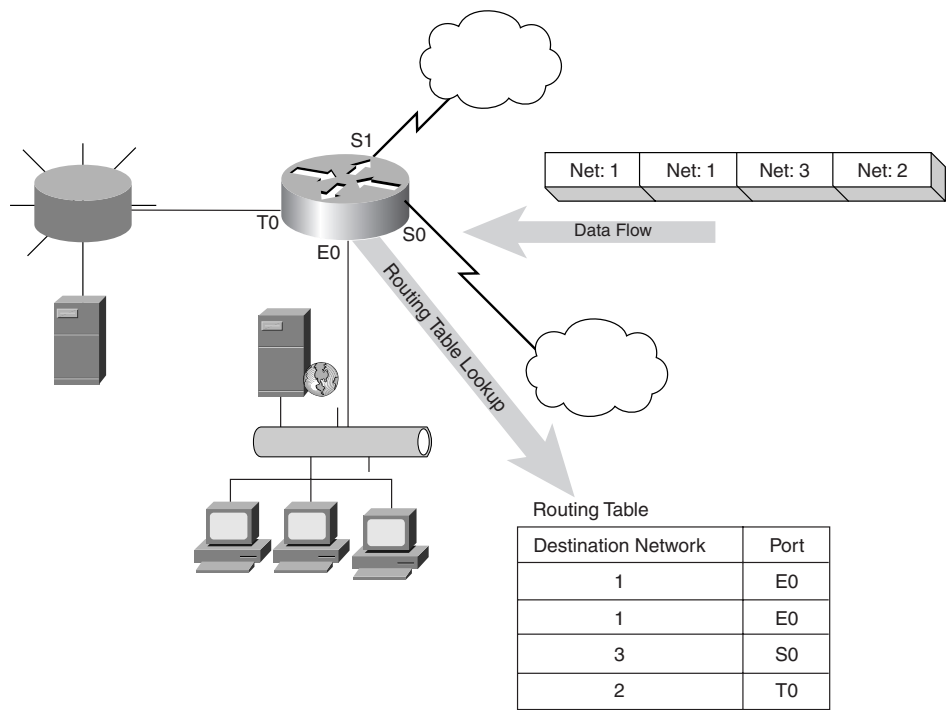 S1
Net: 1 Net: 1 Net: 3 Net: 2
T0
S0
E0
Data Flow
Routing Table Lookup
Routing Table
Destination Network Port
1 E0
1 E0
3 S0
2 T0